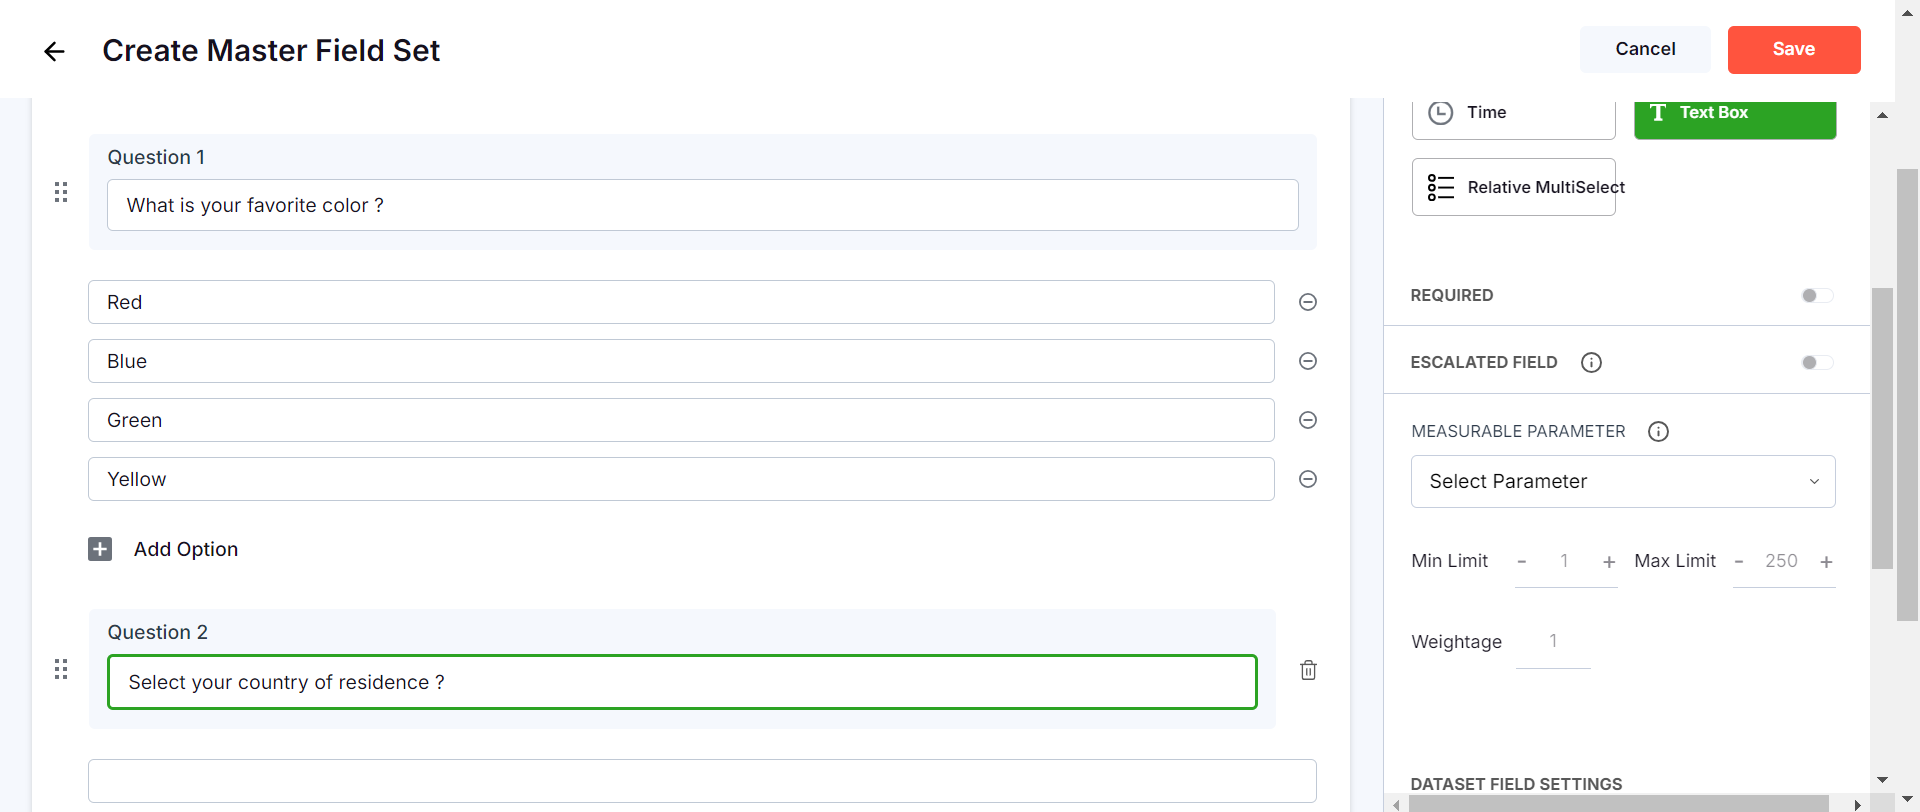 Create Master Field Set
Cancel
Save
Question 1
What is your favorite color ?
Red
Blue
Green
Yellow
Add Option
Question 2
Select your country of residence ?
Time
Text Box
Relative MultiSelect
REQUIRED
ESCALATED FIELD
MEASURABLE PARAMETER
Select Parameter
Min Limit - 1 + Max Limit - 250 +
Weightage 1
DATASET FIELD SETTINGS